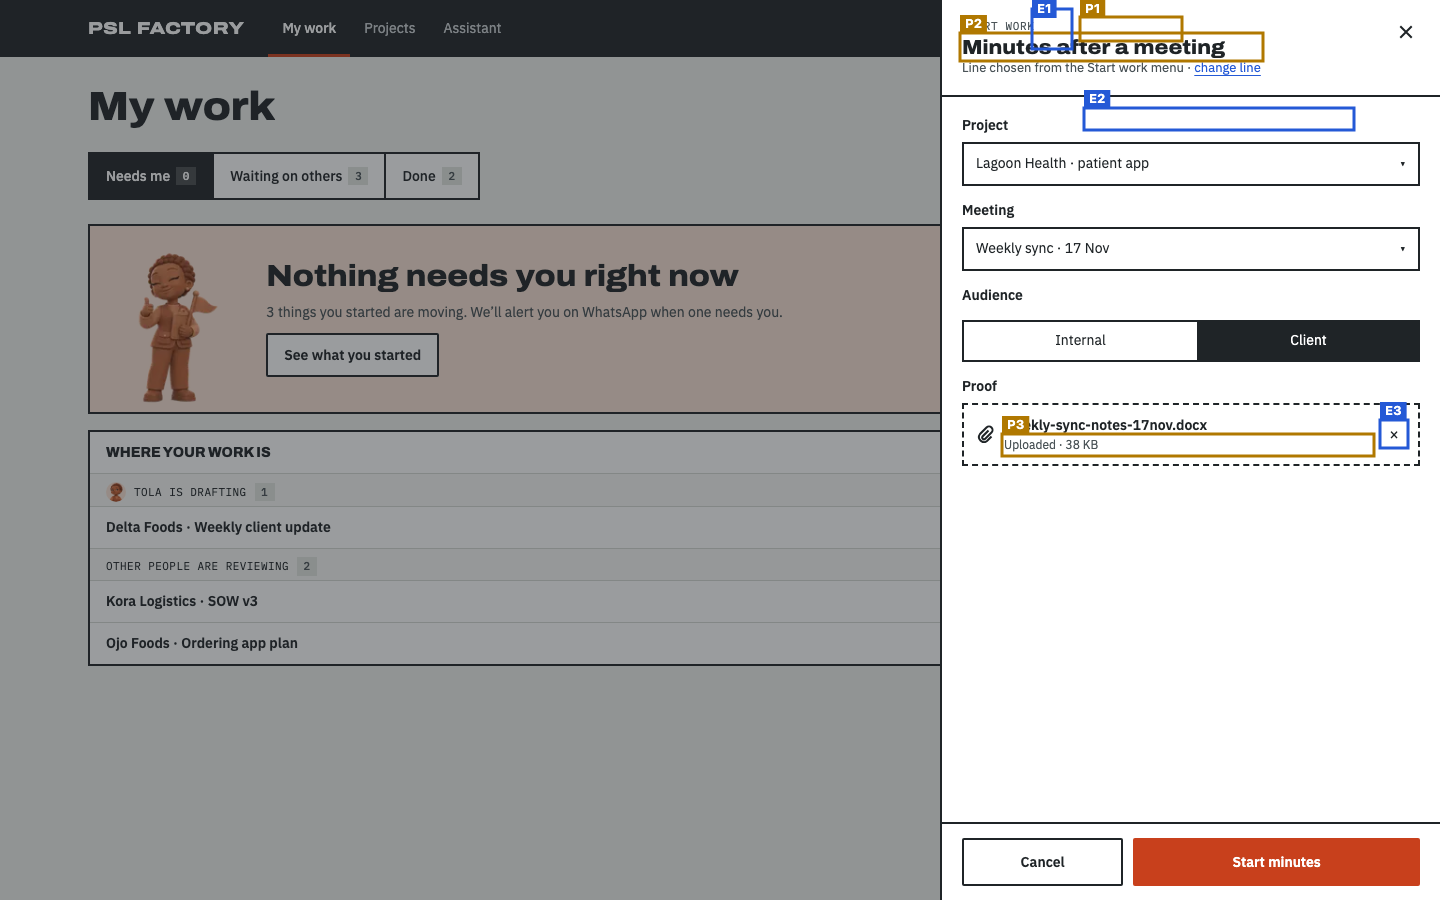 PSL FACTORY
My work
Projects
Assistant
My work
Needs me 0
Waiting on others 3
Done 2
Nothing needs you right now
3 things you started are moving. We’ll alert you on WhatsApp when one needs you.
See what you started
WHERE YOUR WORK IS
TOLA IS DRAFTING 1
Delta Foods · Weekly client update
OTHER PEOPLE ARE REVIEWING 2
Kora Logistics · SOW v3
Ojo Foods · Ordering app plan
E1
P1
P2
WORK
Minutes after a meeting
Line chosen from the Start work menu · change line
E2
Project
Lagoon Health · patient app
Meeting
Weekly sync · 17 Nov
Audience
Internal
Client
Proof
E3
P3
kly-sync-notes-17nov.docx
Uploaded · 38 KB
Cancel
Start minutes